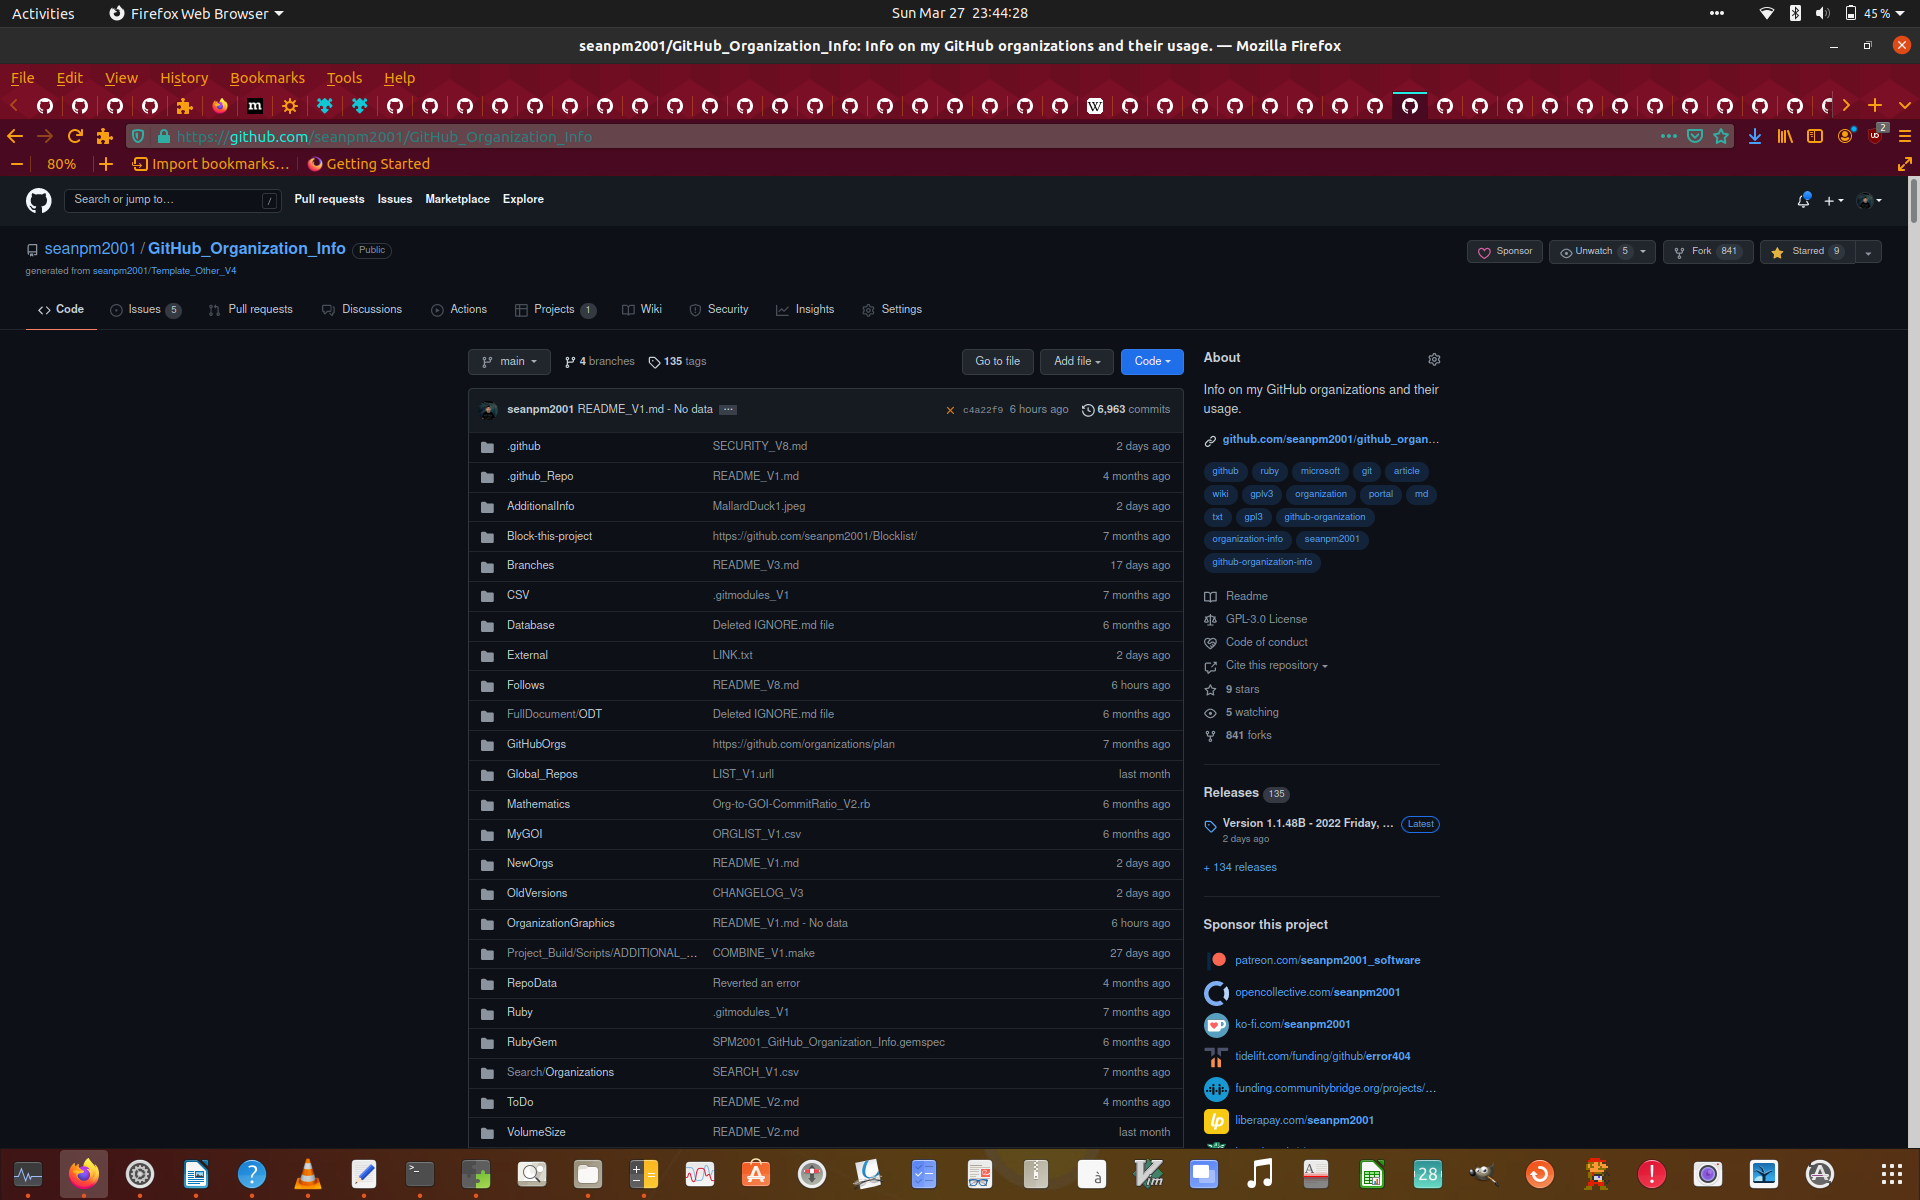 Activities Firefox Web Browser Sun Mar 27 23:44:28 45 %
seanpm2001/GitHub_Organization_Info: Info on my GitHub organizations and their usage. — Mozilla Firefox
File Edit View History Bookmarks Tools Help
https://github.com/seanpm2001/GitHub_Organization_Info 2
80% Import bookmarks… Getting Started
Search or jump to… / Pull requests Issues Marketplace Explore
seanpm2001 / GitHub_Organization_Info Public Sponsor Unwatch 5 Fork 841 Starred 9
generated from seanpm2001/Template_Other_V4
Code Issues 5 Pull requests Discussions Actions Projects 1 Wiki Security Insights Settings
main 4 branches 135 tags Go to file Add file Code
seanpm2001 README_V1.md - No data ... c4a22f9 6 hours ago 6,963 commits
.github SECURITY_V8.md 2 days ago
.github_Repo README_V1.md 4 months ago
AdditionalInfo MallardDuck1.jpeg 2 days ago
Block-this-project https://github.com/seanpm2001/Blocklist/ 7 months ago
Branches README_V3.md 17 days ago
CSV .gitmodules_V1 7 months ago
Database Deleted IGNORE.md file 6 months ago
External LINK.txt 2 days ago
Follows README_V8.md 6 hours ago
FullDocument/ODT Deleted IGNORE.md file 6 months ago
GitHubOrgs https://github.com/organizations/plan 7 months ago
Global_Repos LIST_V1.urll last month
Mathematics Org-to-GOI-CommitRatio_V2.rb 6 months ago
MyGOI ORGLIST_V1.csv 6 months ago
NewOrgs README_V1.md 2 days ago
OldVersions CHANGELOG_V3 2 days ago
OrganizationGraphics README_V1.md - No data 6 hours ago
Project_Build/Scripts/ADDITIONAL_... COMBINE_V1.make 27 days ago
RepoData Reverted an error 4 months ago
Ruby .gitmodules_V1 7 months ago
RubyGem SPM2001_GitHub_Organization_Info.gemspec 6 months ago
Search/Organizations SEARCH_V1.csv 7 months ago
ToDo README_V2.md 4 months ago
VolumeSize README_V2.md last month
About
Info on my GitHub organizations and their
usage.
github.com/seanpm2001/github_organ...
github ruby microsoft git article
wiki gplv3 organization portal md
txt gpl3 github-organization
organization-info seanpm2001
github-organization-info
Readme
GPL-3.0 License
Code of conduct
Cite this repository
9 stars
5 watching
841 forks
Releases 135
Version 1.1.48B - 2022 Friday, ... Latest
2 days ago
+ 134 releases
Sponsor this project
patreon.com/seanpm2001_software
opencollective.com/seanpm2001
ko-fi.com/seanpm2001
tidelift.com/funding/github/error404
funding.communitybridge.org/projects/...
liberapay.com/seanpm2001
28